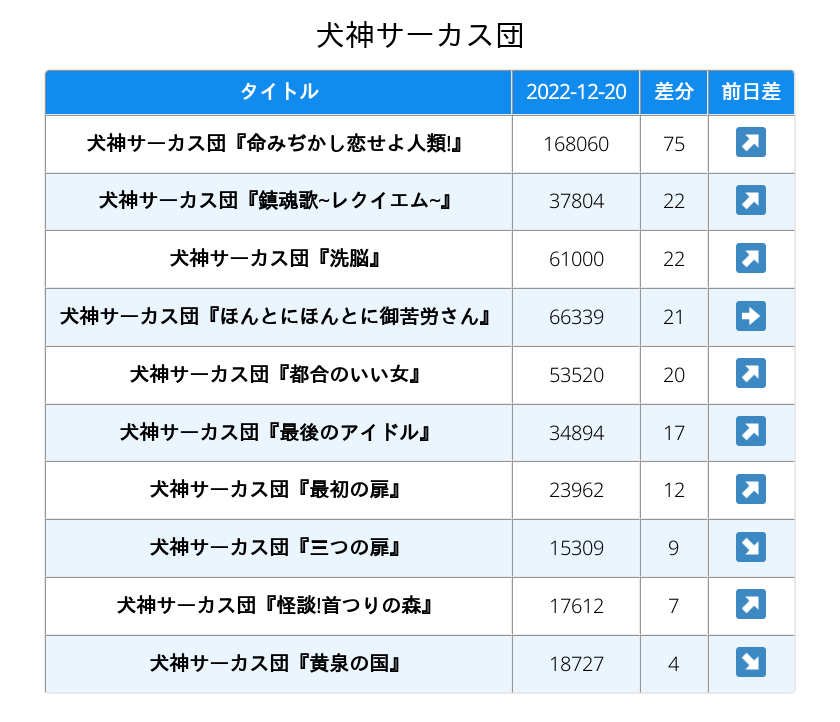 犬神サーカス団
タイトル 2022-12-20 差分 前日差
犬神サーカス団『命みぢかし恋せよ人類!』 168060 75 ↗
犬神サーカス団『鎮魂歌~レクイエム~』 37804 22 ↗
犬神サーカス団『洗脳』 61000 22 ↗
犬神サーカス団『ほんとにほんとに御苦労さん』 66339 21 ➡
犬神サーカス団『都合のいい女』 53520 20 ↗
犬神サーカス団『最後のアイドル』 34894 17 ↗
犬神サーカス団『最初の扉』 23962 12 ↗
犬神サーカス団『三つの扉』 15309 9 ↘
犬神サーカス団『怪談!首つりの森』 17612 7 ↗
犬神サーカス団『黄泉の国』 18727 4 ↘